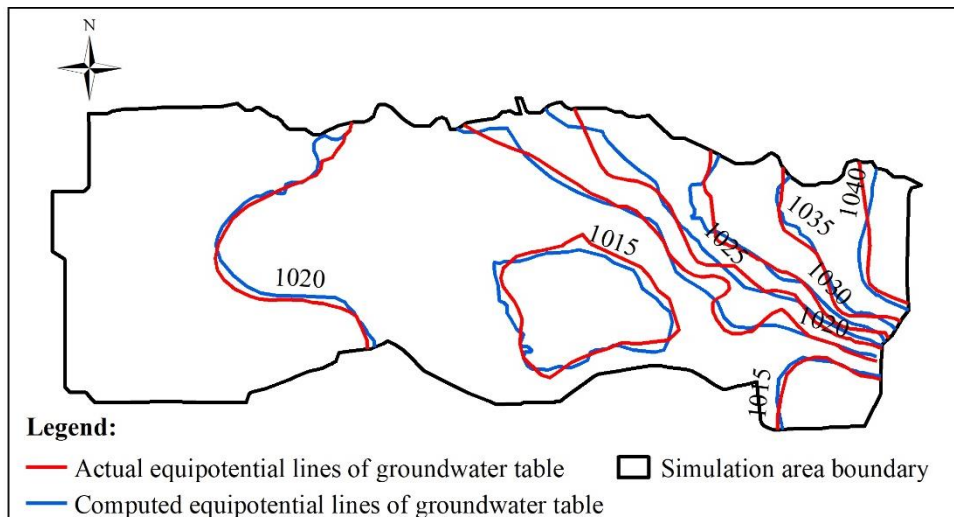 N
1040
1035
1015
1025
1020
1030
1020
1015
Legend:
Actual equipotential lines of groundwater table
Simulation area boundary
Computed equipotential lines of groundwater table